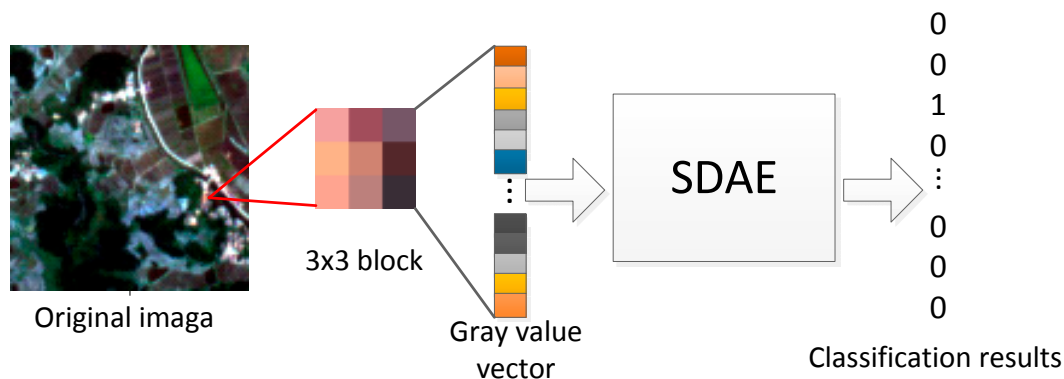 Original imaga
3x3 block
⋮
Gray value
vector
SDAE
0
0
1
0
⋮
0
0
0
Classification results